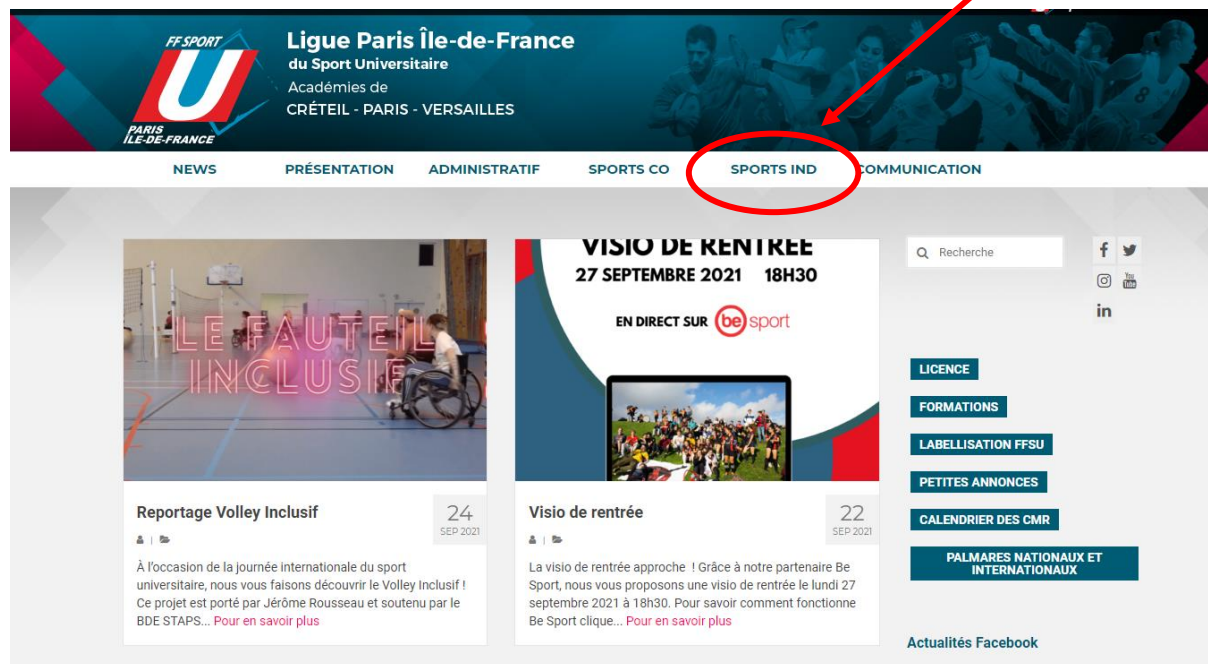 FF SPORT
U
PARIS
ÎLE-DE-FRANCE
Ligue Paris Île-de-France
du Sport Universitaire
Académies de
CRÉTEIL - PARIS - VERSAILLES
NEWS PRÉSENTATION ADMINISTRATIF SPORTS CO SPORTS IND COMMUNICATION
LE FAUTEIL
INCLUSIF
VISIO DE RENTRÉE
27 SEPTEMBRE 2021 18H30
EN DIRECT SUR be sport
Recherche
You
Tube
in
LICENCE
FORMATIONS
LABELLISATION FFSU
PETITES ANNONCES
CALENDRIER DES CMR
PALMARES NATIONAUX ET
INTERNATIONAUX
Reportage Volley Inclusif
24
SEP 2021
À l'occasion de la journée internationale du sport
universitaire, nous vous faisons découvrir le Volley Inclusif !
Ce projet est porté par Jérôme Rousseau et soutenu par le
BDE STAPS... Pour en savoir plus
Visio de rentrée
22
SEP 2021
La visio de rentrée approche ! Grâce à notre partenaire Be
Sport, nous vous proposons une visio de rentrée le lundi 27
septembre 2021 à 18h30. Pour savoir comment fonctionne
Be Sport clique... Pour en savoir plus
Actualités Facebook